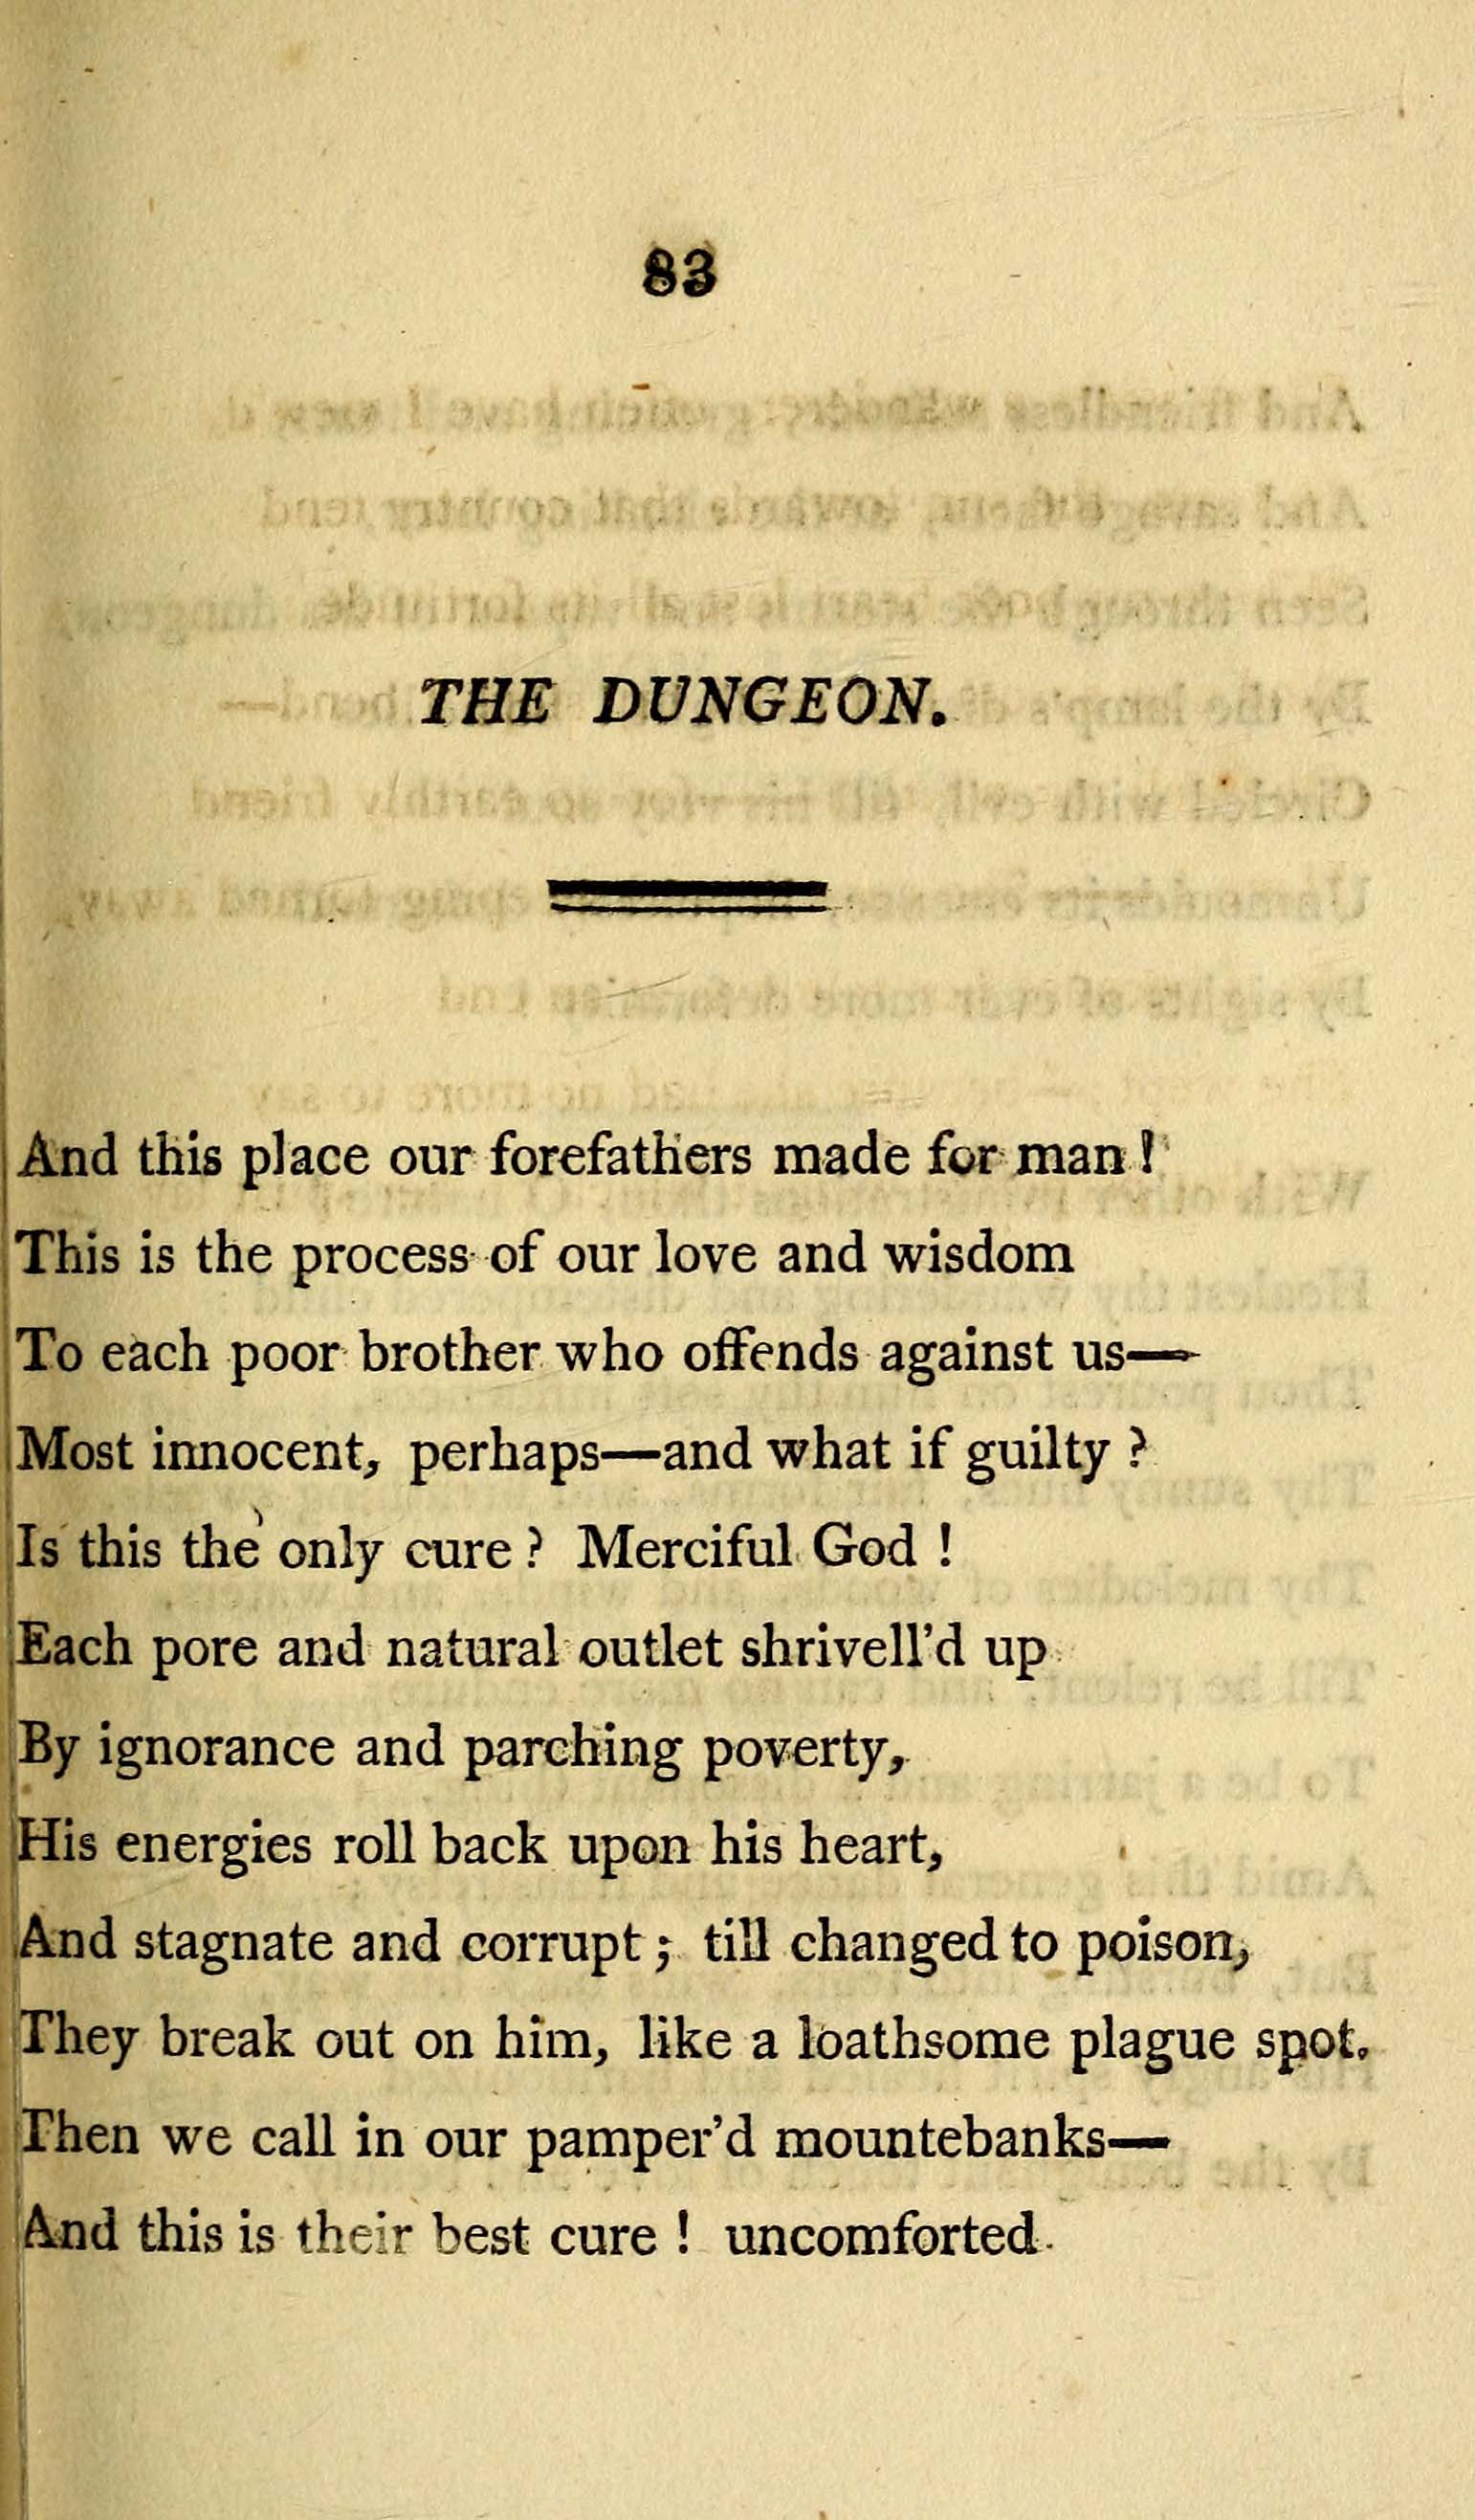 83
THE DUNGEON.
And this place our forefathers made for man!
This is the process of our love and wisdom
To each poor brother who offends against us—
Most innocent, perhaps—and what if guilty?
Is this the only cure? Merciful God!
Each pore and natural outlet shrivell'd up
By ignorance and parching poverty,
His energies roll back upon his heart,
And stagnate and corrupt; till changed to poison,
They break out on him, like a loathsome plague spot.
Then we call in our pamper'd mountebanks—
And this is their best cure! uncomforted